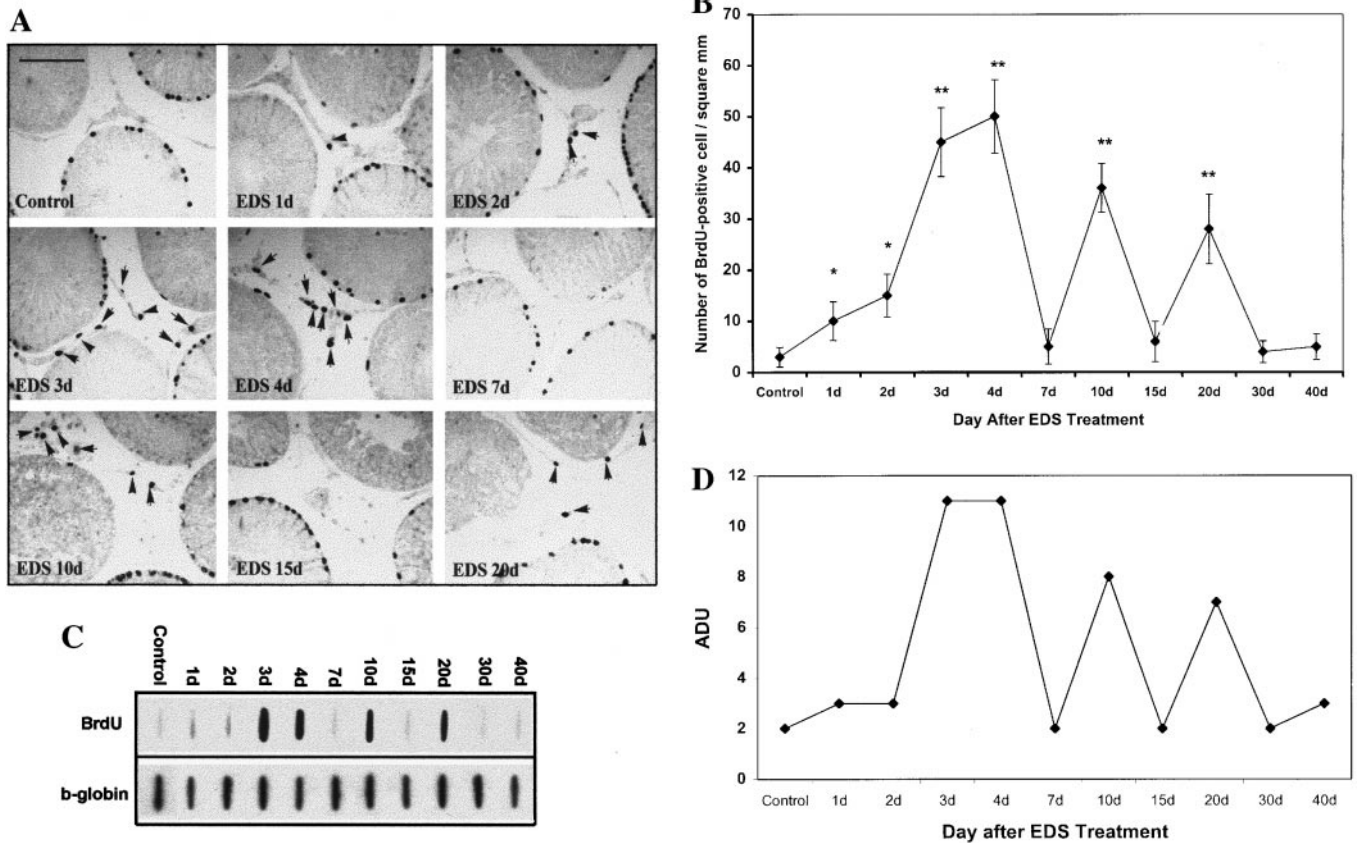 A
Control
EDS 1d
EDS 2d
EDS 3d
EDS 4d
EDS 7d
EDS 10d
EDS 15d
EDS 20d
B
Number of BrdU-positive cell / square mm
70
60
50
40
30
20
10
0
*
*
**
**
**
**
Control 1d 2d 3d 4d 7d 10d 15d 20d 30d 40d
Day After EDS Treatment
C
Control 1d 2d 3d 4d 7d 10d 15d 20d 30d 40d
BrdU
b-globin
D
ADU
12
10
8
6
4
2
0
Control 1d 2d 3d 4d 7d 10d 15d 20d 30d 40d
Day after EDS Treatment